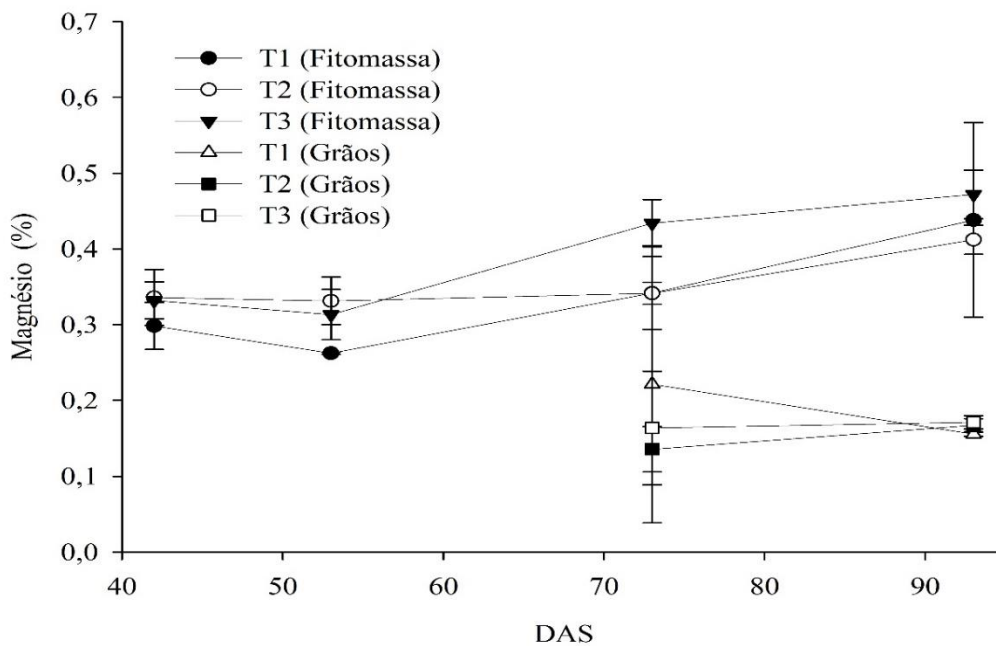 0,7
T1 (Fitomassa)
0,6
T2 (Fitomassa)
T3 (Fitomassa)
T1 (Grãos)
0,5
T2 (Grãos)
T3 (Grãos)
0,4
Magnésio (%)
0,3
0,2
0,1
0,0
40 50 60 70 80 90
DAS